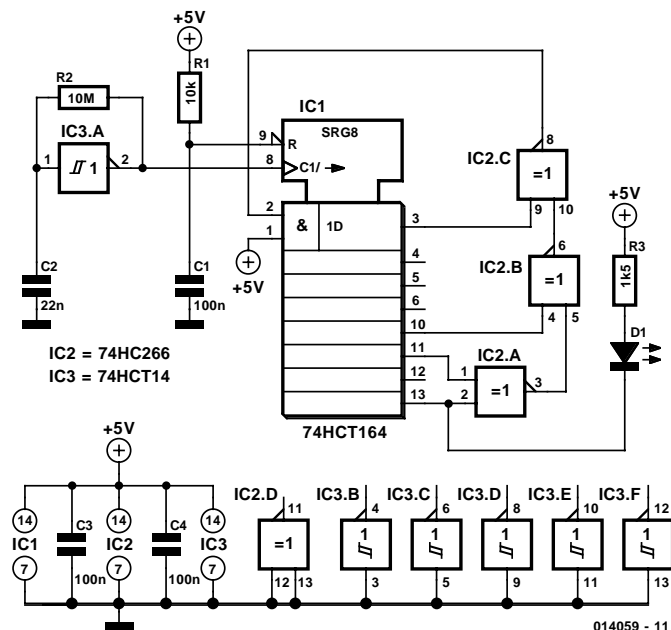 +5V
R1
10k
R2
10M
IC3.A
1
1
2
IC1
SRG8
9
R
8
C1/
2
&
1D
1
+5V
3
4
5
6
10
11
12
13
74HCT164
IC2.C
8
=1
9
10
6
IC2.B
=1
4
5
IC2.A
1
=1
3
2
+5V
R3
1k5
D1
C2
22n
C1
100n
IC2 = 74HC266
IC3 = 74HCT14
+5V
14
14
14
IC1
C3
IC2
C4
IC3
7
100n
7
100n
7
IC2.D
11
=1
12
13
IC3.B
4
1
3
IC3.C
6
1
5
IC3.D
8
1
9
IC3.E
10
1
11
IC3.F
12
1
13
014059 - 11